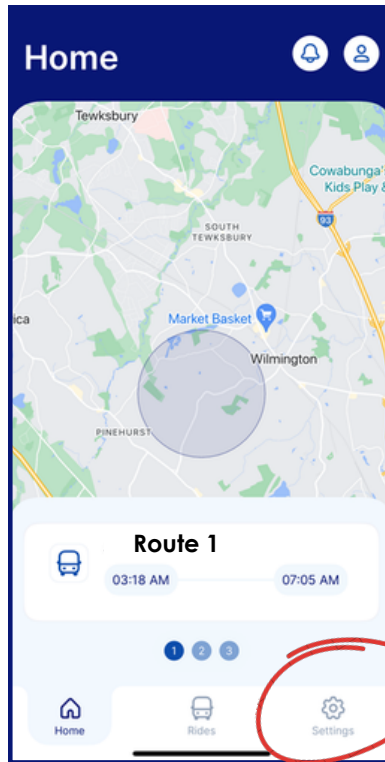 Home
Tewksbury
Cowabunga's
Kids Play &
SOUTH
TEWKSBURY
93
ica
Market Basket
Wilmington
PINEHURST
Route 1
03:18 AM
07:05 AM
1 2 3
Home Rides Settings